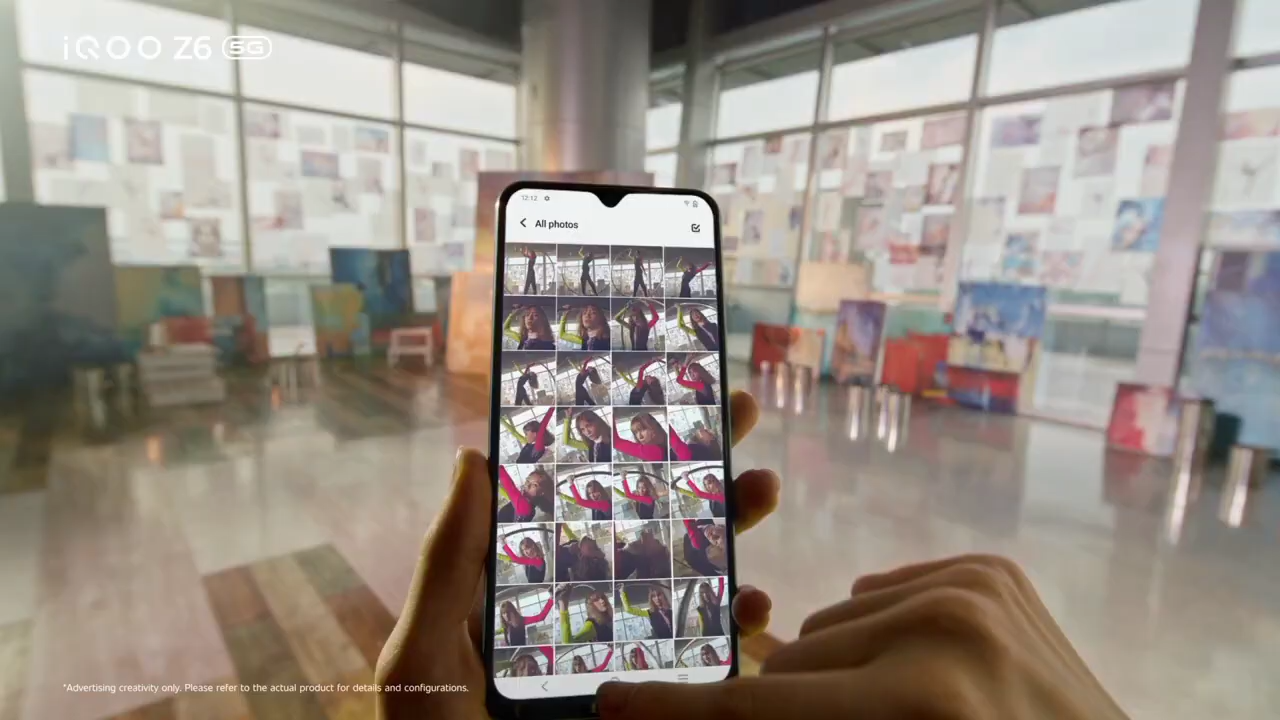 iQOO Z6 5G
12:12
All photos
*Advertising creativity only. Please refer to the actual product for details and configurations.